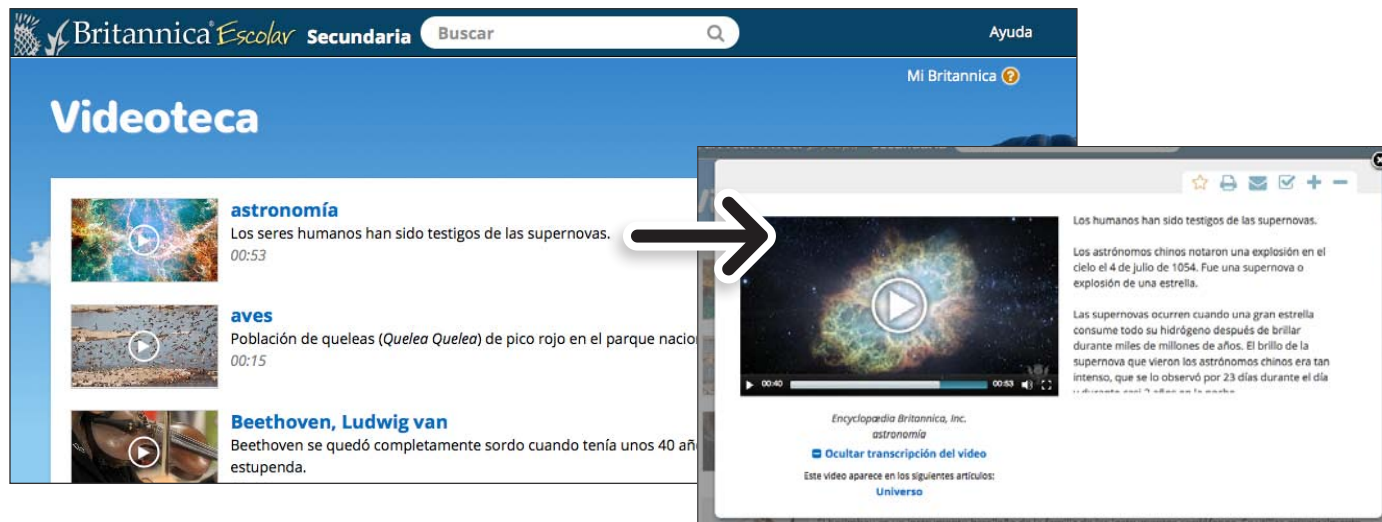 Britannica Escolar Secundaria
Buscar
Ayuda
Mi Britannica ?
Videoteca
astronomía
Los seres humanos han sido testigos de las supernovas.
00:53
aves
Población de queleas (Quelea Quelea) de pico rojo en el parque nacio
00:15
Beethoven, Ludwig van
Beethoven se quedó completamente sordo cuando tenía unos 40 añ
estupenda.
Los humanos han sido testigos de las supernovas.
Los astrónomos chinos notaron una explosión en el
cielo el 4 de julio de 1054. Fue una supernova o
explosión de una estrella.
Las supernovas ocurren cuando una gran estrella
consume todo su hidrógeno después de brillar
durante miles de millones de años. El brillo de la
supernova que vieron los astrónomos chinos era tan
intenso, que se lo observó por 23 días durante el día
y durante casi 2 años en la noche
00:40
00:53
Encyclopædia Britannica, Inc.
astronomía
Ocultar transcripción del video
Este video aparece en los siguientes artículos:
Universo